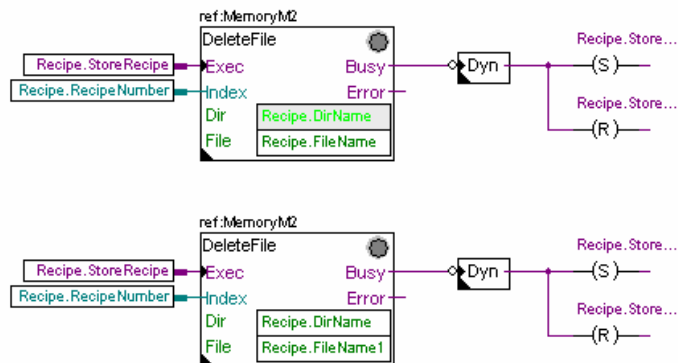 ref:MemoryM2
DeleteFile
Recipe.Store...
Recipe.StoreRecipe Exec Busy Dyn (S)
Recipe.RecipeNumber Index Error Recipe.Store...
Dir Recipe.DirName (R)
File Recipe.FileName
ref:MemoryM2
DeleteFile Recipe.Store...
Recipe.StoreRecipe Exec Busy Dyn (S)
Recipe.RecipeNumber Index Error Recipe.Store...
Dir Recipe.DirName (R)
File Recipe.FileName1